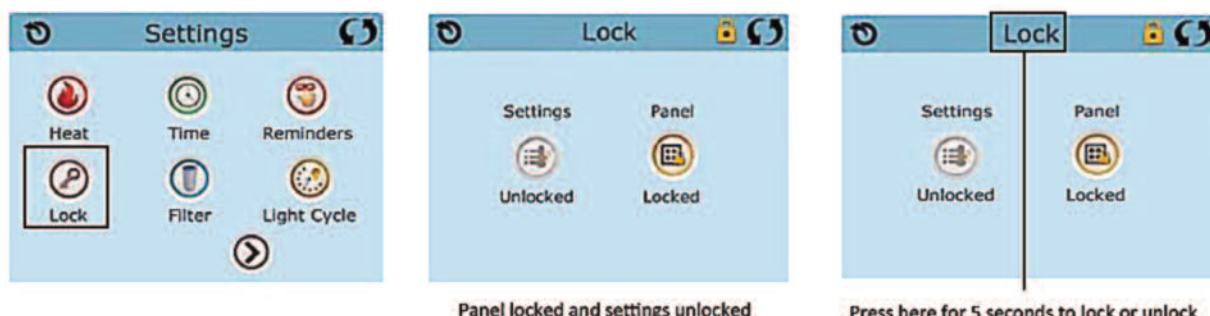 Settings
Heat Time Reminders
Lock Filter Light Cycle
Lock
Settings Panel
Unlocked Locked
Panel locked and settings unlocked
Lock
Settings Panel
Unlocked Locked
Press here for 5 seconds to lock or unlock